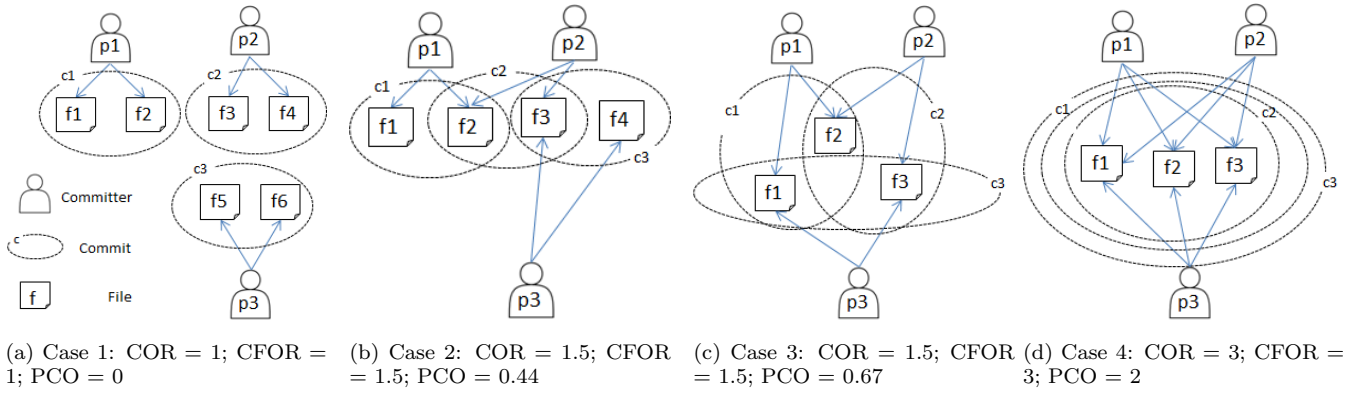 p1
p2
c1
c2
f1
f2
f3
f4
c3
f5
f6
Committer
c
Commit
f
File
p3
(a) Case 1: COR = 1; CFOR =
1; PCO = 0
p1
p2
c1
c2
f1
f2
f3
f4
c3
p3
(b) Case 2: COR = 1.5; CFOR
= 1.5; PCO = 0.44
p1
p2
c1
c2
f2
f1
f3
c3
p3
(c) Case 3: COR = 1.5; CFOR
= 1.5; PCO = 0.67
p1
p2
c1
c2
f1
f2
f3
c3
p3
(d) Case 4: COR = 3; CFOR =
3; PCO = 2